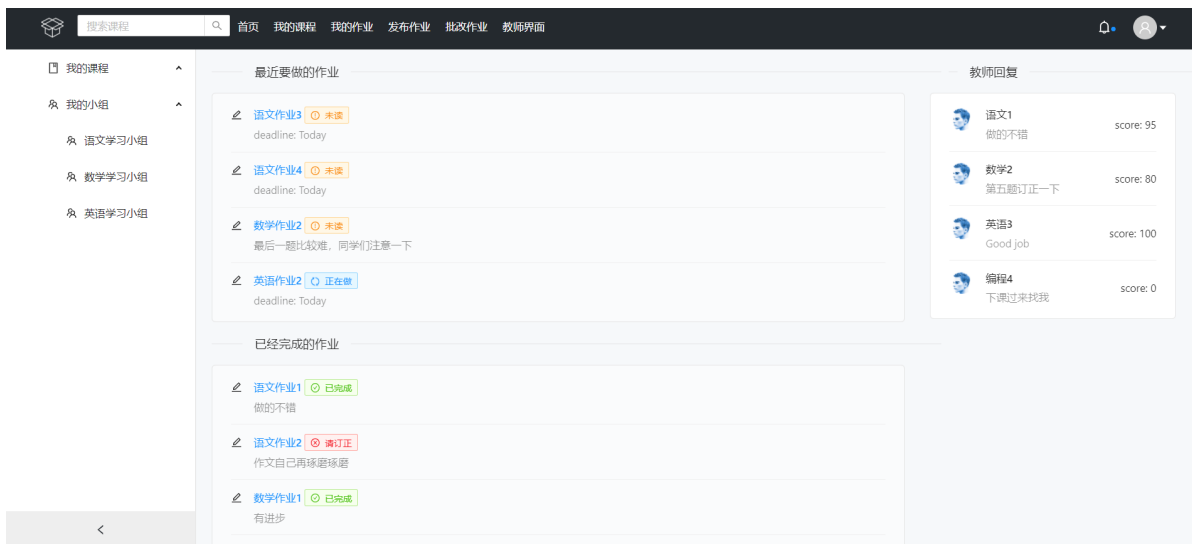 搜索课程
首页 我的课程 我的作业 发布作业 批改作业 教师界面
我的课程
我的小组
语文学习小组
数学学习小组
英语学习小组
最近要做的作业
语文作业3 未读
deadline: Today
语文作业4 未读
deadline: Today
数学作业2 未读
最后一题比较难，同学们注意一下
英语作业2 正在做
deadline: Today
已经完成的作业
语文作业1 已完成
做的不错
语文作业2 请订正
作文自己再琢磨琢磨
数学作业1 已完成
有进步
教师回复
语文1
做的不错
score: 95
数学2
第五题订正一下
score: 80
英语3
Good job
score: 100
编程4
下课过来找我
score: 0